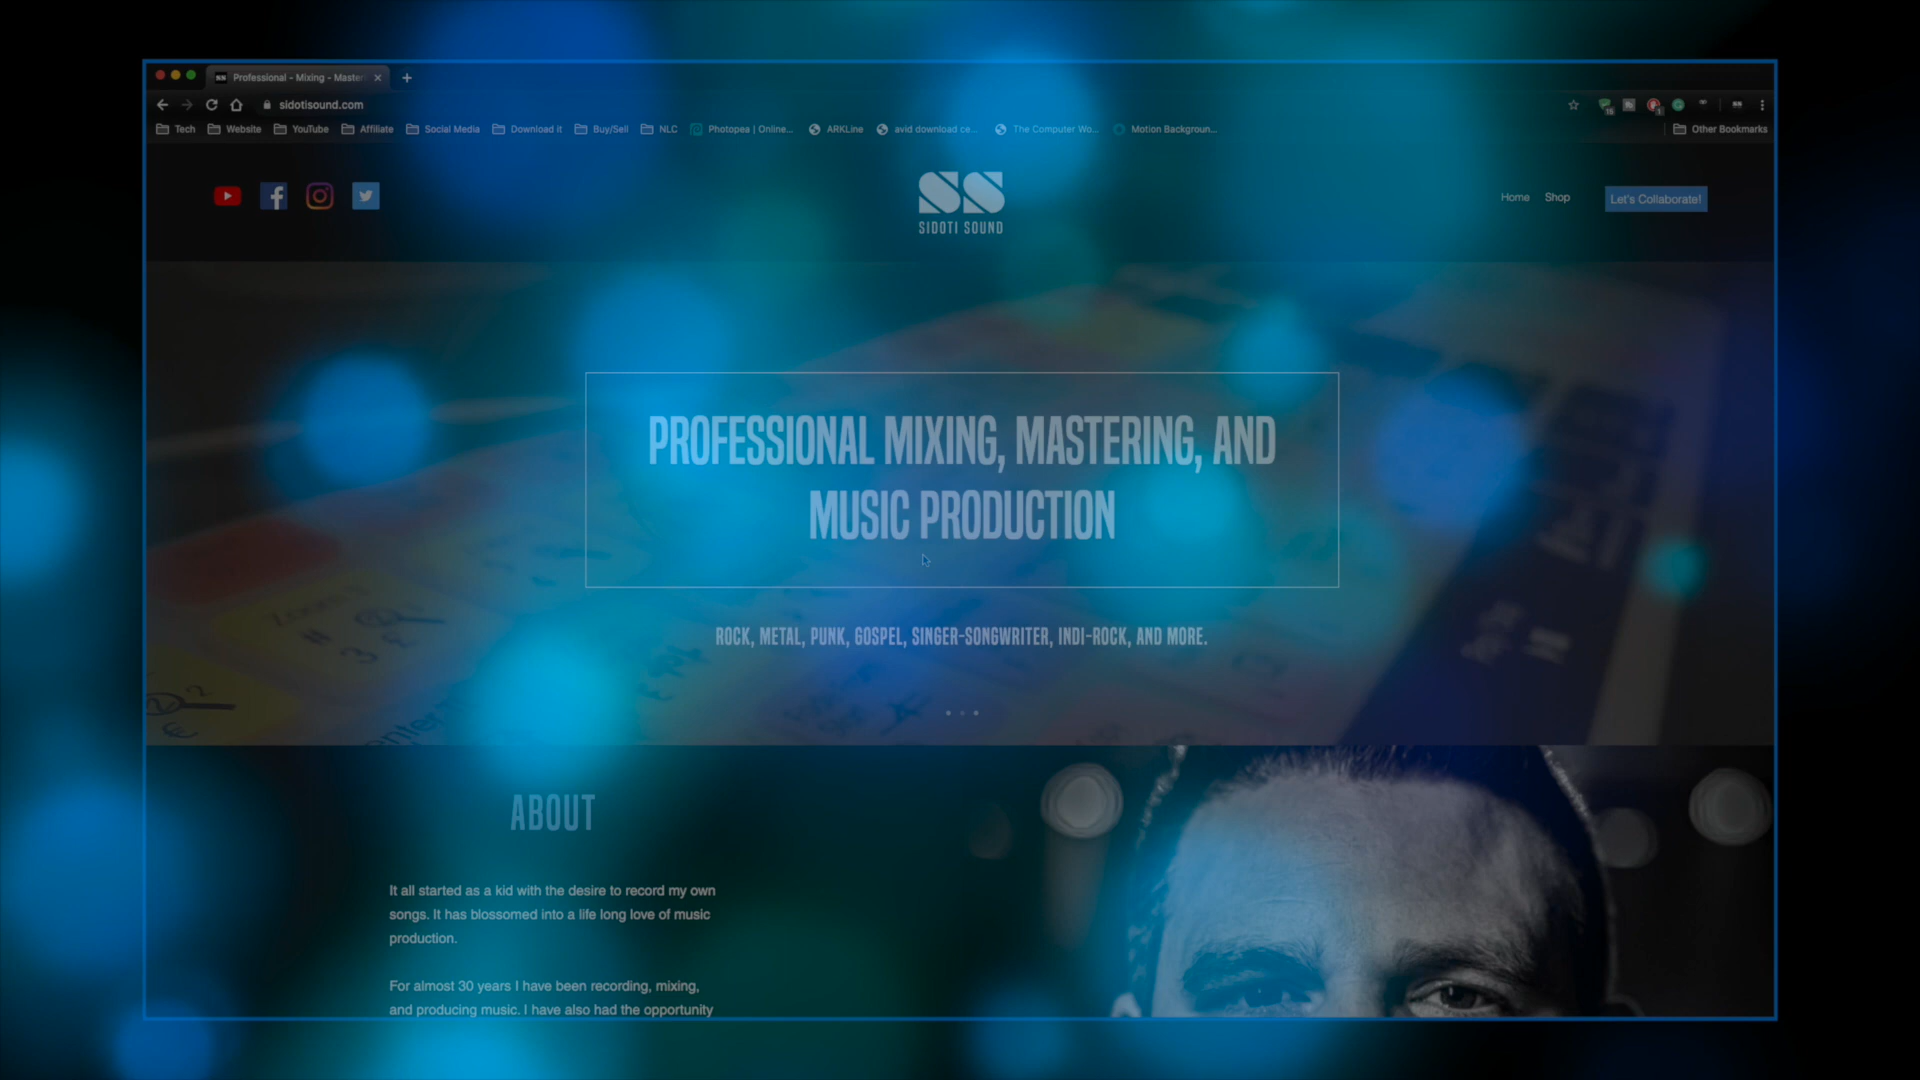 Professional - Mixing - Master
sidotisound.com
Tech Website YouTube Affiliate Social Media Download it Buy/Sell NLC Photopea | Online... ARKLine avid download ce... The Computer Wo... Motion Backgroun... Other Bookmarks
SS
SIDOTI SOUND
Home Shop Let's Collaborate!
PROFESSIONAL MIXING, MASTERING, AND
MUSIC PRODUCTION
ROCK, METAL, PUNK, GOSPEL, SINGER-SONGWRITER, INDI-ROCK, AND MORE.
ABOUT
It all started as a kid with the desire to record my own
songs. It has blossomed into a life long love of music
production.
For almost 30 years I have been recording, mixing,
and producing music. I have also had the opportunity